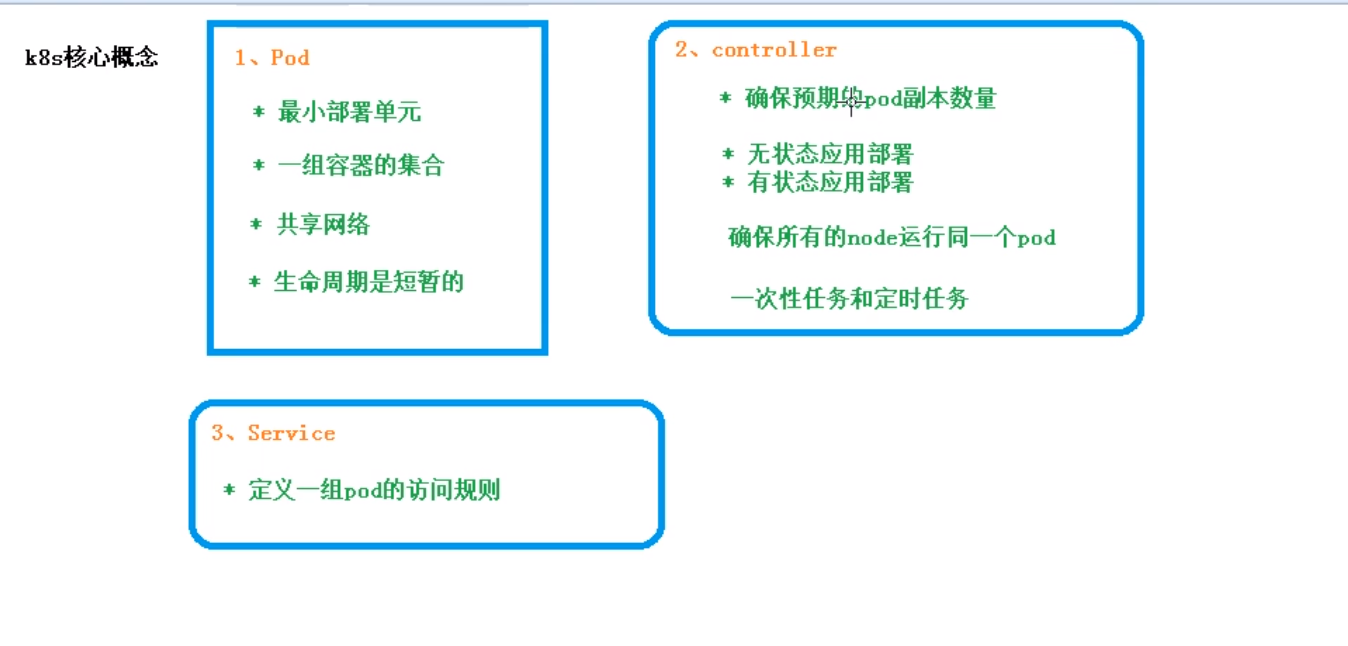 k8s核心概念
1、Pod
* 最小部署单元
* 一组容器的集合
* 共享网络
* 生命周期是短暂的
2、controller
* 确保预期的pod副本数量
* 无状态应用部署
* 有状态应用部署
确保所有的node运行同一个pod
一次性任务和定时任务
3、Service
* 定义一组pod的访问规则